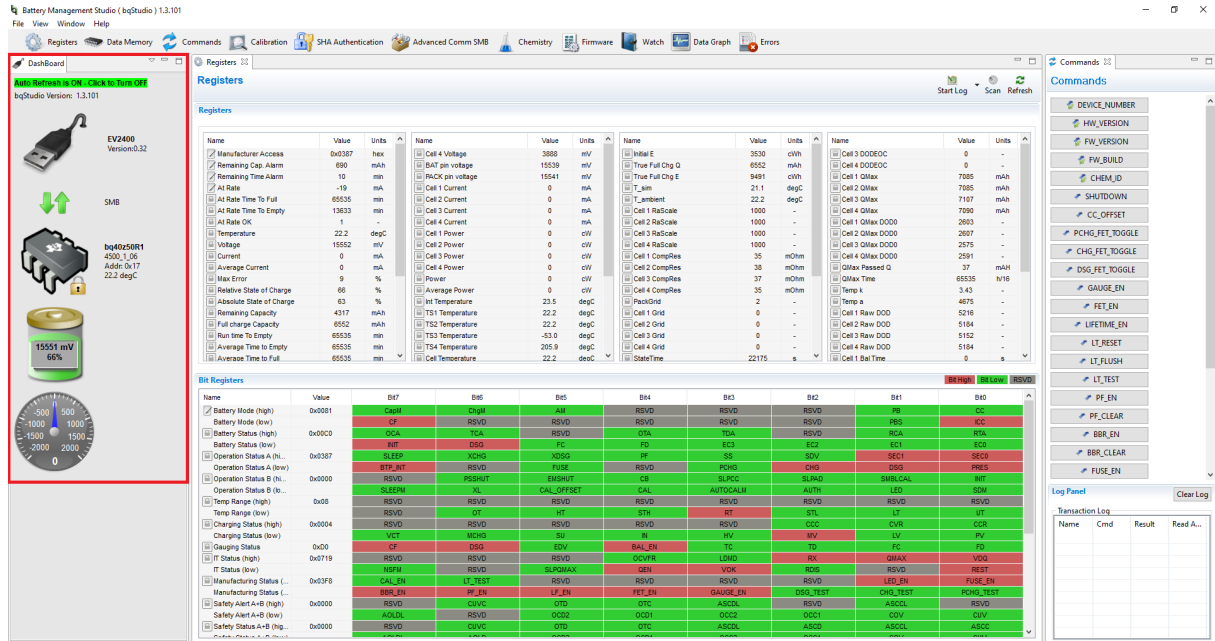 Battery Management Studio ( bqStudio ) 1.3.101
File View Window Help
Registers Data Memory Commands Calibration SHA Authentication Advanced Comm SMB Chemistry Firmware Watch Data Graph Errors
DashBoard
Auto Refresh is ON - Click to Turn OFF
bqStudio Version: 1.3.101
EV2400
Version:0.32
SMB
bq40z50R1
4500_1_06
Addr: 0x17
22.2 degC
15551 mV
66%
-500 500
-1000 1000
-1500 1500
-2000 2000
0
Registers
Registers
Start Log Scan Refresh
Registers
Name Value Units
Manufacturer Access 0x0387 hex
Remaining Cap. Alarm 690 mAh
Remaining Time Alarm 10 min
At Rate -19 mA
At Rate Time To Full 65535 min
At Rate Time To Empty 13633 min
At Rate OK 1 -
Temperature 22.2 degC
Voltage 15552 mV
Current 0 mA
Average Current 0 mA
Max Error 9 %
Relative State of Charge 66 %
Absolute State of Charge 63 %
Remaining Capacity 4317 mAh
Full charge Capacity 6552 mAh
Run time To Empty 65535 min
Average Time to Empty 65535 min
Average Time to Full 65535 min
Name Value Units
Cell 4 Voltage 3888 mV
BAT pin voltage 15539 mV
PACK pin voltage 15541 mV
Cell 1 Current 0 mA
Cell 2 Current 0 mA
Cell 3 Current 0 mA
Cell 4 Current 0 mA
Cell 1 Power 0 cW
Cell 2 Power 0 cW
Cell 3 Power 0 cW
Cell 4 Power 0 cW
Power 0 cW
Average Power 0 cW
Int Temperature 23.5 degC
TS1 Temperature 22.2 degC
TS2 Temperature 22.2 degC
TS3 Temperature -53.0 degC
TS4 Temperature 205.9 degC
Cell Temperature 22.2 degC
Name Value Units
Initial E 3530 cWh
True Full Chg Q 6552 mAh
True Full Chg E 9491 cWh
T_sim 21.1 degC
T_ambient 22.2 degC
Cell 1 RaScale 1000 -
Cell 2 RaScale 1000 -
Cell 3 RaScale 1000 -
Cell 4 RaScale 1000 -
Cell 1 CompRes 35 mOhm
Cell 2 CompRes 38 mOhm
Cell 3 CompRes 37 mOhm
Cell 4 CompRes 35 mOhm
PackGrid 2 -
Cell 1 Grid 0 -
Cell 2 Grid 0 -
Cell 3 Grid 0 -
Cell 4 Grid 0 -
StateTime 22175 s
Name Value Units
Cell 3 DODEOC 0 -
Cell 4 DODEOC 0 -
Cell 1 QMax 7085 mAh
Cell 2 QMax 7085 mAh
Cell 3 QMax 7107 mAh
Cell 4 QMax 7090 mAh
Cell 1 QMax DOD0 2603 -
Cell 2 QMax DOD0 2607 -
Cell 3 QMax DOD0 2575 -
Cell 4 QMax DOD0 2591 -
QMax Passed Q 37 mAH
QMax Time 65535 h/16
Temp k 3.43 -
Temp a 4675 -
Cell 1 Raw DOD 5216 -
Cell 2 Raw DOD 5184 -
Cell 3 Raw DOD 5152 -
Cell 4 Raw DOD 5184 -
Cell 1 Bal Time 0 s
Bit Registers Bit High Bit Low RSVD
Name Value Bit7 Bit6 Bit5 Bit4 Bit3 Bit2 Bit1 Bit0
Battery Mode (high) 0x0081 CapM ChgM AM RSVD RSVD RSVD PB CC
Battery Mode (low) CF RSVD RSVD RSVD RSVD RSVD PBS ICC
Battery Status (high) 0x00C0 OCA TCA RSVD OTA TDA RSVD RCA RTA
Battery Status (low) INIT DSG FC FD EC3 EC2 EC1 EC0
Operation Status A (hi... 0x0387 SLEEP XCHG XDSG PF SS SDV SEC1 SEC0
Operation Status A (low) BTP_INT RSVD FUSE RSVD PCHG CHG DSG PRES
Operation Status B (hi... 0x0000 RSVD PSSHUT EMSHUT CB SLPCC SLPAD SMBLCAL INIT
Operation Status B (lo... SLEEPM XL CAL_OFFSET CAL AUTOCALM AUTH LED SDM
Temp Range (high) 0x08 RSVD RSVD RSVD RSVD RSVD RSVD RSVD RSVD
Temp Range (low) RSVD OT HT STH RT STL LT UT
Charging Status (high) 0x0004 RSVD RSVD RSVD RSVD RSVD CCC CVR CCR
Charging Status (low) VCT MCHG SU IN HV MV LV PV
Gauging Status 0xD0 CF DSG EDV BAL_EN TC TD FC FD
IT Status (high) 0x0719 RSVD RSVD RSVD OCVFR LDMD RX QMAX VDQ
IT Status (low) NSFM RSVD SLPQMAX QEN VOK RDIS RSVD REST
Manufacturing Status (... 0x03F8 CAL_EN LT_TEST RSVD RSVD RSVD RSVD LED_EN FUSE_EN
Manufacturing Status (... BBR_EN PF_EN LF_EN FET_EN GAUGE_EN DSG_TEST CHG_TEST PCHG_TEST
Safety Alert A+B (high) 0x0000 RSVD CUVC OTD OTC ASCDL RSVD ASCCL RSVD
Safety Alert A+B (low) AOLDL RSVD OCD2 OCD1 OCC2 OCC1 COV CUV
Safety Status A+B (hig... 0x0000 RSVD CUVC OTD OTC ASCDL ASCD ASCCL ASCC
Commands
Commands
DEVICE_NUMBER
HW_VERSION
FW_VERSION
FW_BUILD
CHEM_ID
SHUTDOWN
CC_OFFSET
PCHG_FET_TOGGLE
CHG_FET_TOGGLE
DSG_FET_TOGGLE
GAUGE_EN
FET_EN
LIFETIME_EN
LT_RESET
LT_FLUSH
LT_TEST
PF_EN
PF_CLEAR
BBR_EN
BBR_CLEAR
FUSE_EN
Log Panel Clear Log
Transaction Log
Name Cmd Result Read A...